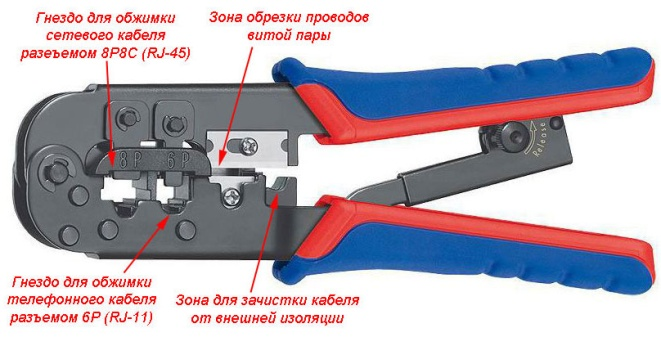 Гнездо для обжимки
сетевого кабеля
разеъемом 8P8C (RJ-45)
Зона обрезки проводов
витой пары
8P 6P
Release
Гнездо для обжимки
телефонного кабеля
разъемом 6P (RJ-11)
Зона для зачистки кабеля
от внешней изоляции